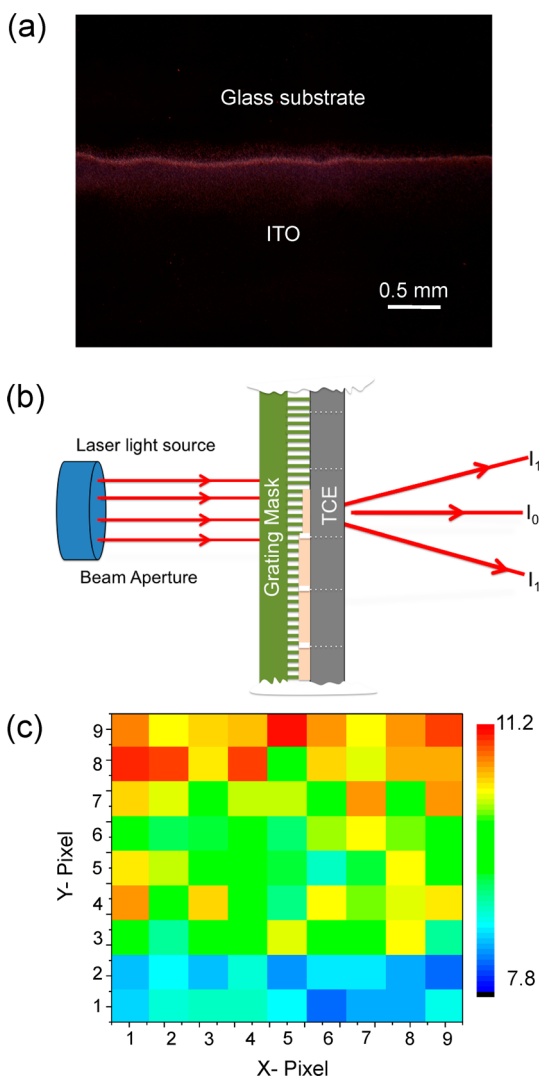 (a)
Glass substrate
ITO
0.5 mm
(b)
Laser light source
Beam Aperture
Grating Mask
TCE
I1
I0
I1
(c)
11.2
7.8
9
8
7
6
5
4
3
2
1
Y- Pixel
1 2 3 4 5 6 7 8 9
X- Pixel